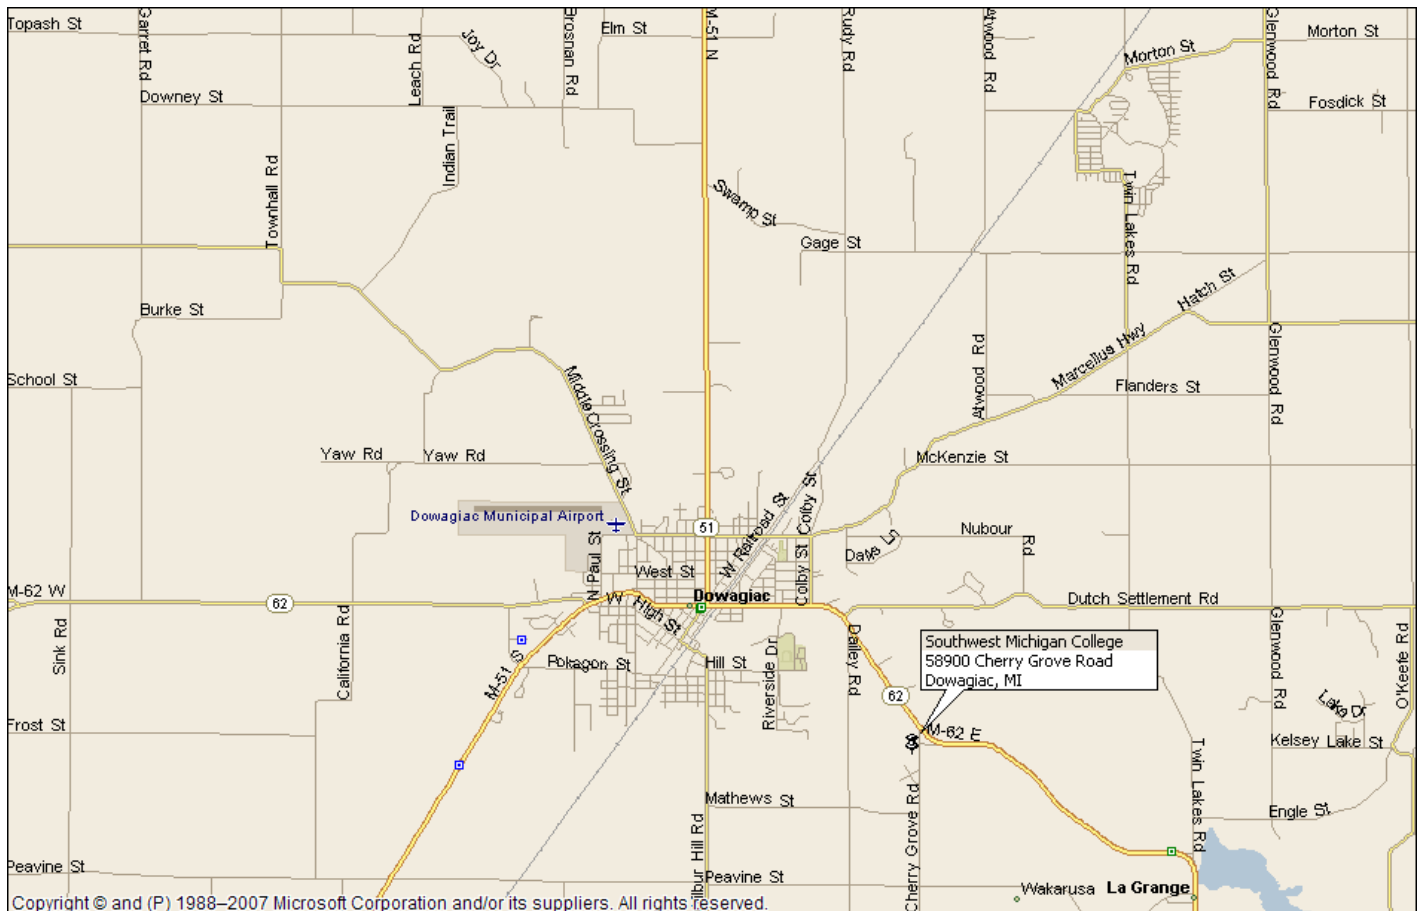 Topash St
Garret Rd
Leach Rd
Joy Dr
Brosnan Rd
Elm St
M-51 N
Rudy Rd
Atwood Rd
Glenwood Rd
Morton St
Morton St
Downey St
Fosdick St
Indian Trail
Townhall Rd
Swamp St
Twin Lakes Rd
Gage St
Hatch St
Burke St
Marcellus Hwy
Glenwood Rd
Atwood Rd
School St
Middle Crossing St
Flanders St
Yaw Rd
Yaw Rd
McKenzie St
Colby St
W Railroad St
Dowagiac Municipal Airport
51
Nubour
Rd
Davis Ln
N Paul St
West St
Colby St
M-62 W
62
W
High St
Dowagiac
Dutch Settlement Rd
Sink Rd
California Rd
M-51 S
Pokagon St
Hill St
Riverside Dr
Dailey Rd
Southwest Michigan College
58900 Cherry Grove Road
Dowagiac, MI
62
Glenwood Rd
O'Keefe Rd
Lake Dr
Frost St
M-62 E
Kelsey Lake St
Twin Lakes Rd
Mathews St
Engle St
Cherry Grove Rd
Peavine St
Peavine St
Wakarusa
La Grange
Copyright © and (P) 1988–2007 Microsoft Corporation and/or its suppliers. All rights reserved.